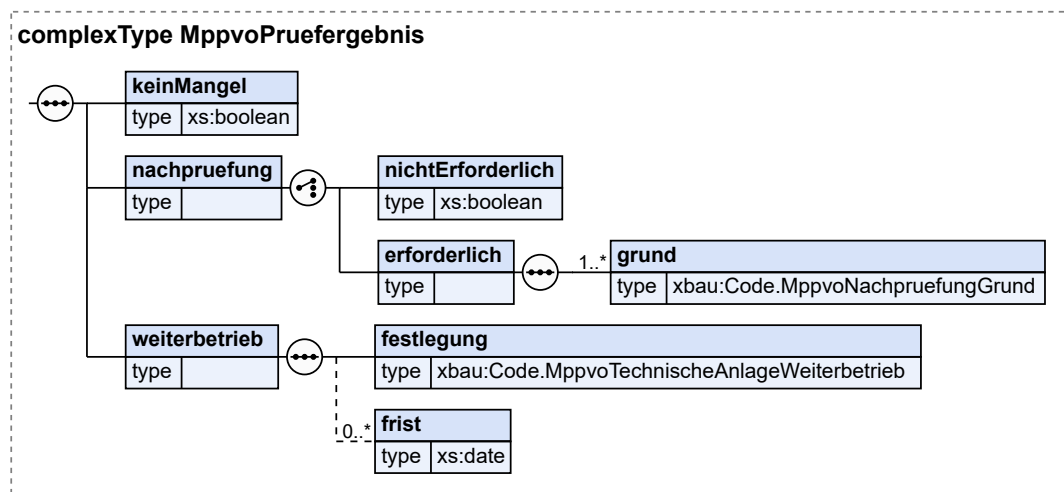 complexType MppvoPruefergebnis
keinMangel
type xs:boolean
nachpruefung
type
nichtErforderlich
type xs:boolean
erforderlich
type
1..*
grund
type xbau:Code.MppvoNachpruefungGrund
weiterbetrieb
type
festlegung
type xbau:Code.MppvoTechnischeAnlageWeiterbetrieb
0..*
frist
type xs:date